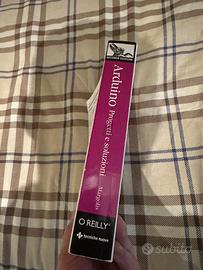 Arduino Progetti e soluzioni Margolis
O REILLY®
tecniche nuove
subito